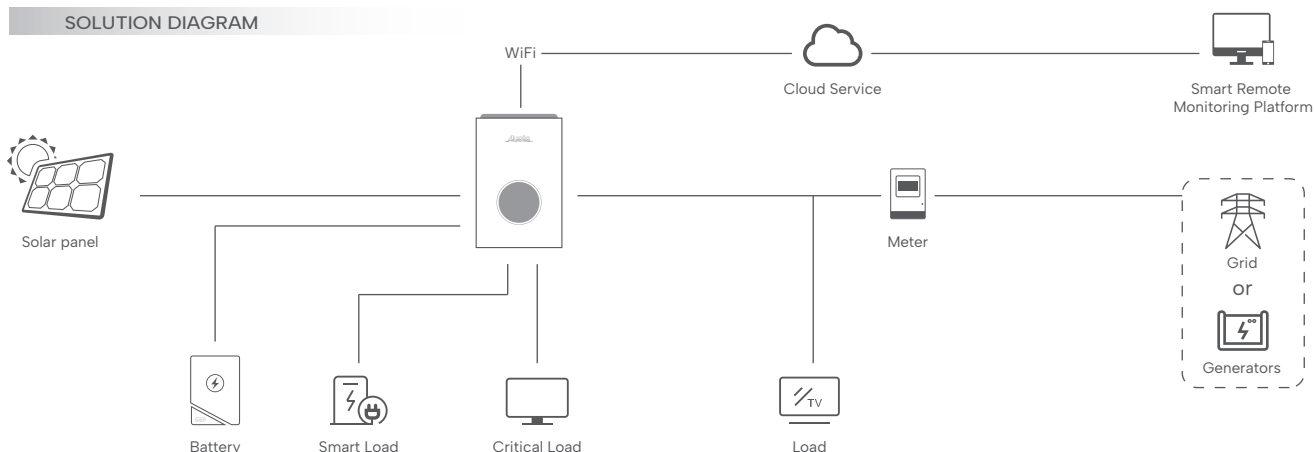 SOLUTION DIAGRAM
WiFi
Cloud Service
Smart Remote
Monitoring Platform
Solar panel
Meter
Grid
or
Generators
TV
Battery
Smart Load
Critical Load
Load